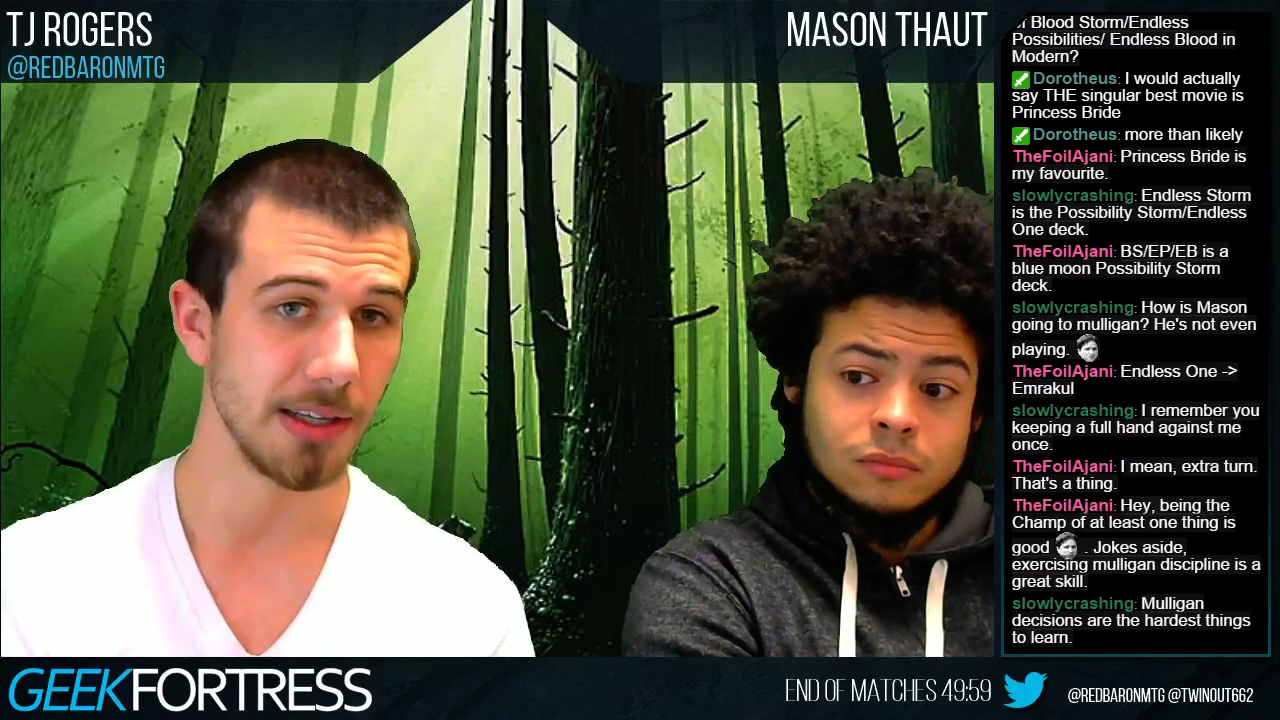 TJ ROGERS
@REDBARONMTG
MASON THAUT
of Blood Storm/Endless
Possibilities/ Endless Blood in
Modern?
Dorotheus: I would actually
say THE singular best movie is
Princess Bride
Dorotheus: more than likely
TheFoilAjani: Princess Bride is
my favourite.
slowlycrashing: Endless Storm
is the Possibility Storm/Endless
One deck.
TheFoilAjani: BS/EP/EB is a
blue moon Possibility Storm
deck.
slowlycrashing: How is Mason
going to mulligan? He's not even
playing.
TheFoilAjani: Endless One ->
Emrakul
slowlycrashing: I remember you
keeping a full hand against me
once.
TheFoilAjani: I mean, extra turn.
That's a thing.
TheFoilAjani: Hey, being the
Champ of at least one thing is
good . Jokes aside,
exercising mulligan discipline is a
great skill.
slowlycrashing: Mulligan
decisions are the hardest things
to learn.
GEEKFORTRESS
END OF MATCHES 49:59
@REDBARONMTG @TWINOUT662